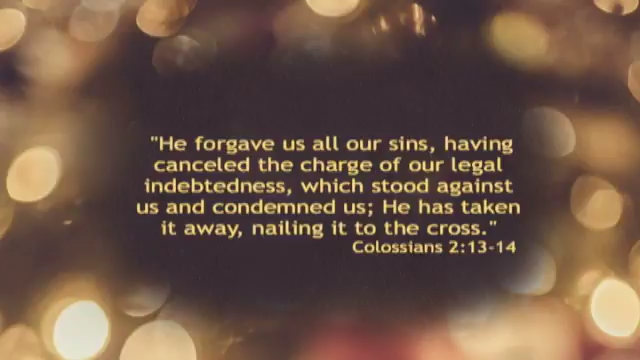 "He forgave us all our sins, having
canceled the charge of our legal
indebtedness, which stood against
us and condemned us; He has taken
it away, nailing it to the cross."
Colossians 2:13-14